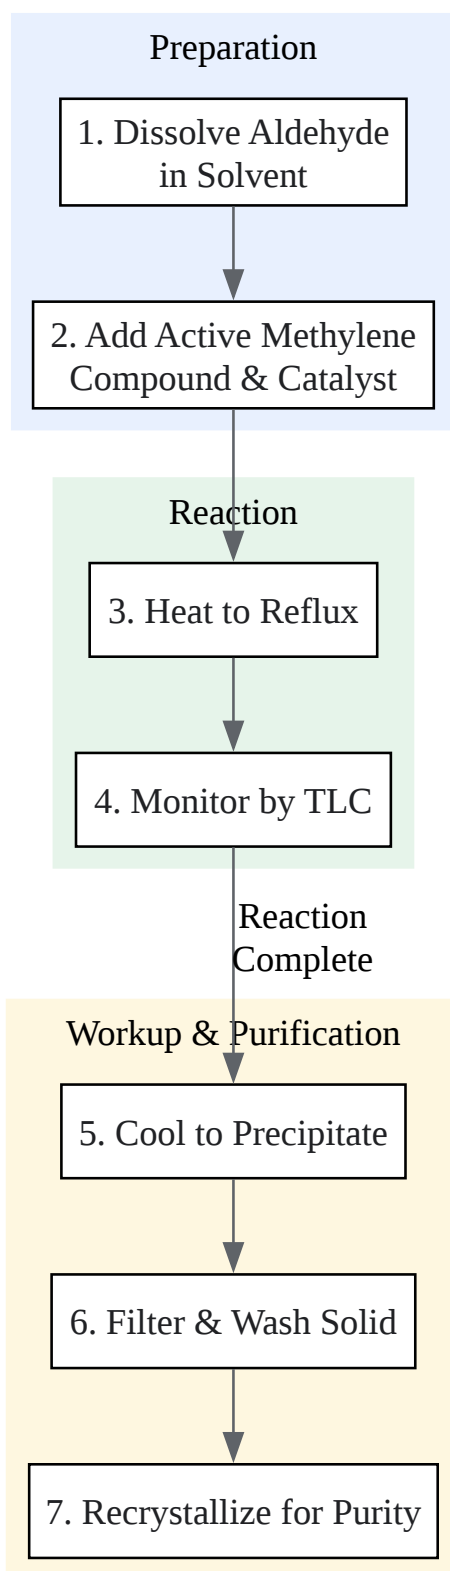 Preparation
1. Dissolve Aldehyde
in Solvent
2. Add Active Methylene
Compound & Catalyst
Reaction
3. Heat to Reflux
4. Monitor by TLC
Reaction
Complete
Workup & Purification
5. Cool to Precipitate
6. Filter & Wash Solid
7. Recrystallize for Purity